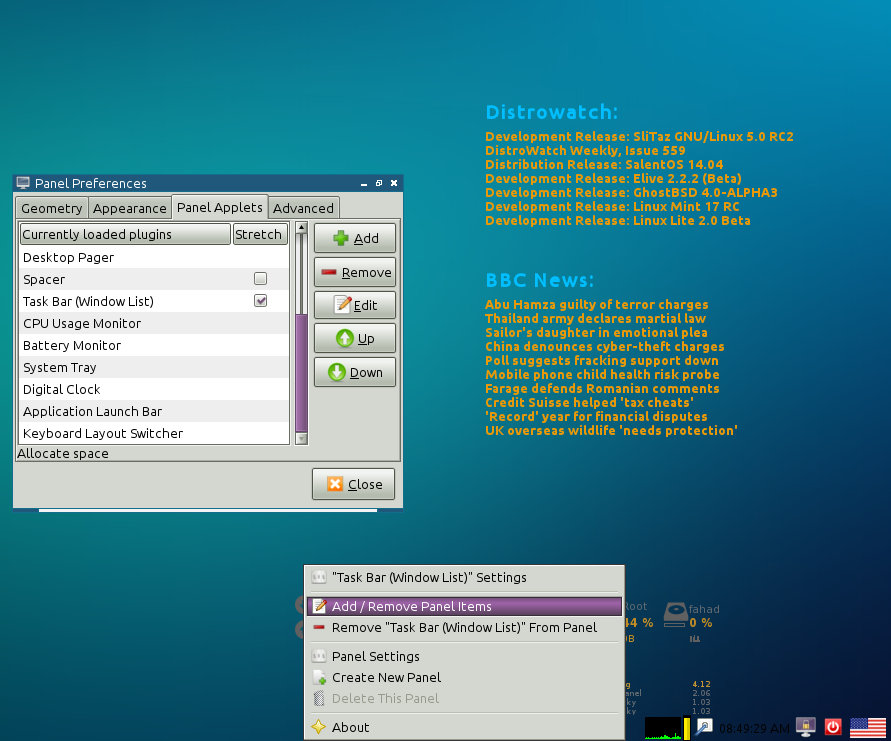 Distrowatch:
Development Release: SliTaz GNU/Linux 5.0 RC2
DistroWatch Weekly, Issue 559
Distribution Release: SalentOS 14.04
Development Release: Elive 2.2.2 (Beta)
Development Release: GhostBSD 4.0-ALPHA3
Development Release: Linux Mint 17 RC
Development Release: Linux Lite 2.0 Beta
BBC News:
Abu Hamza guilty of terror charges
Thailand army declares martial law
Sailor's daughter in emotional plea
China denounces cyber-theft charges
Poll suggests fracking support down
Mobile phone child health risk probe
Farage defends Romanian comments
Credit Suisse helped 'tax cheats'
'Record' year for financial disputes
UK overseas wildlife 'needs protection'
Panel Preferences
Geometry Appearance Panel Applets Advanced
Currently loaded plugins Stretch
Desktop Pager
Spacer
Task Bar (Window List)
CPU Usage Monitor
Battery Monitor
System Tray
Digital Clock
Application Launch Bar
Keyboard Layout Switcher
Allocate space
Add
Remove
Edit
Up
Down
Close
"Task Bar (Window List)" Settings
Add / Remove Panel Items
Remove "Task Bar (Window List)" From Panel
Panel Settings
Create New Panel
Delete This Panel
About
Root fahad
44 % 0 %
4.12
2.06
1.03
1.03
08:49:29 AM